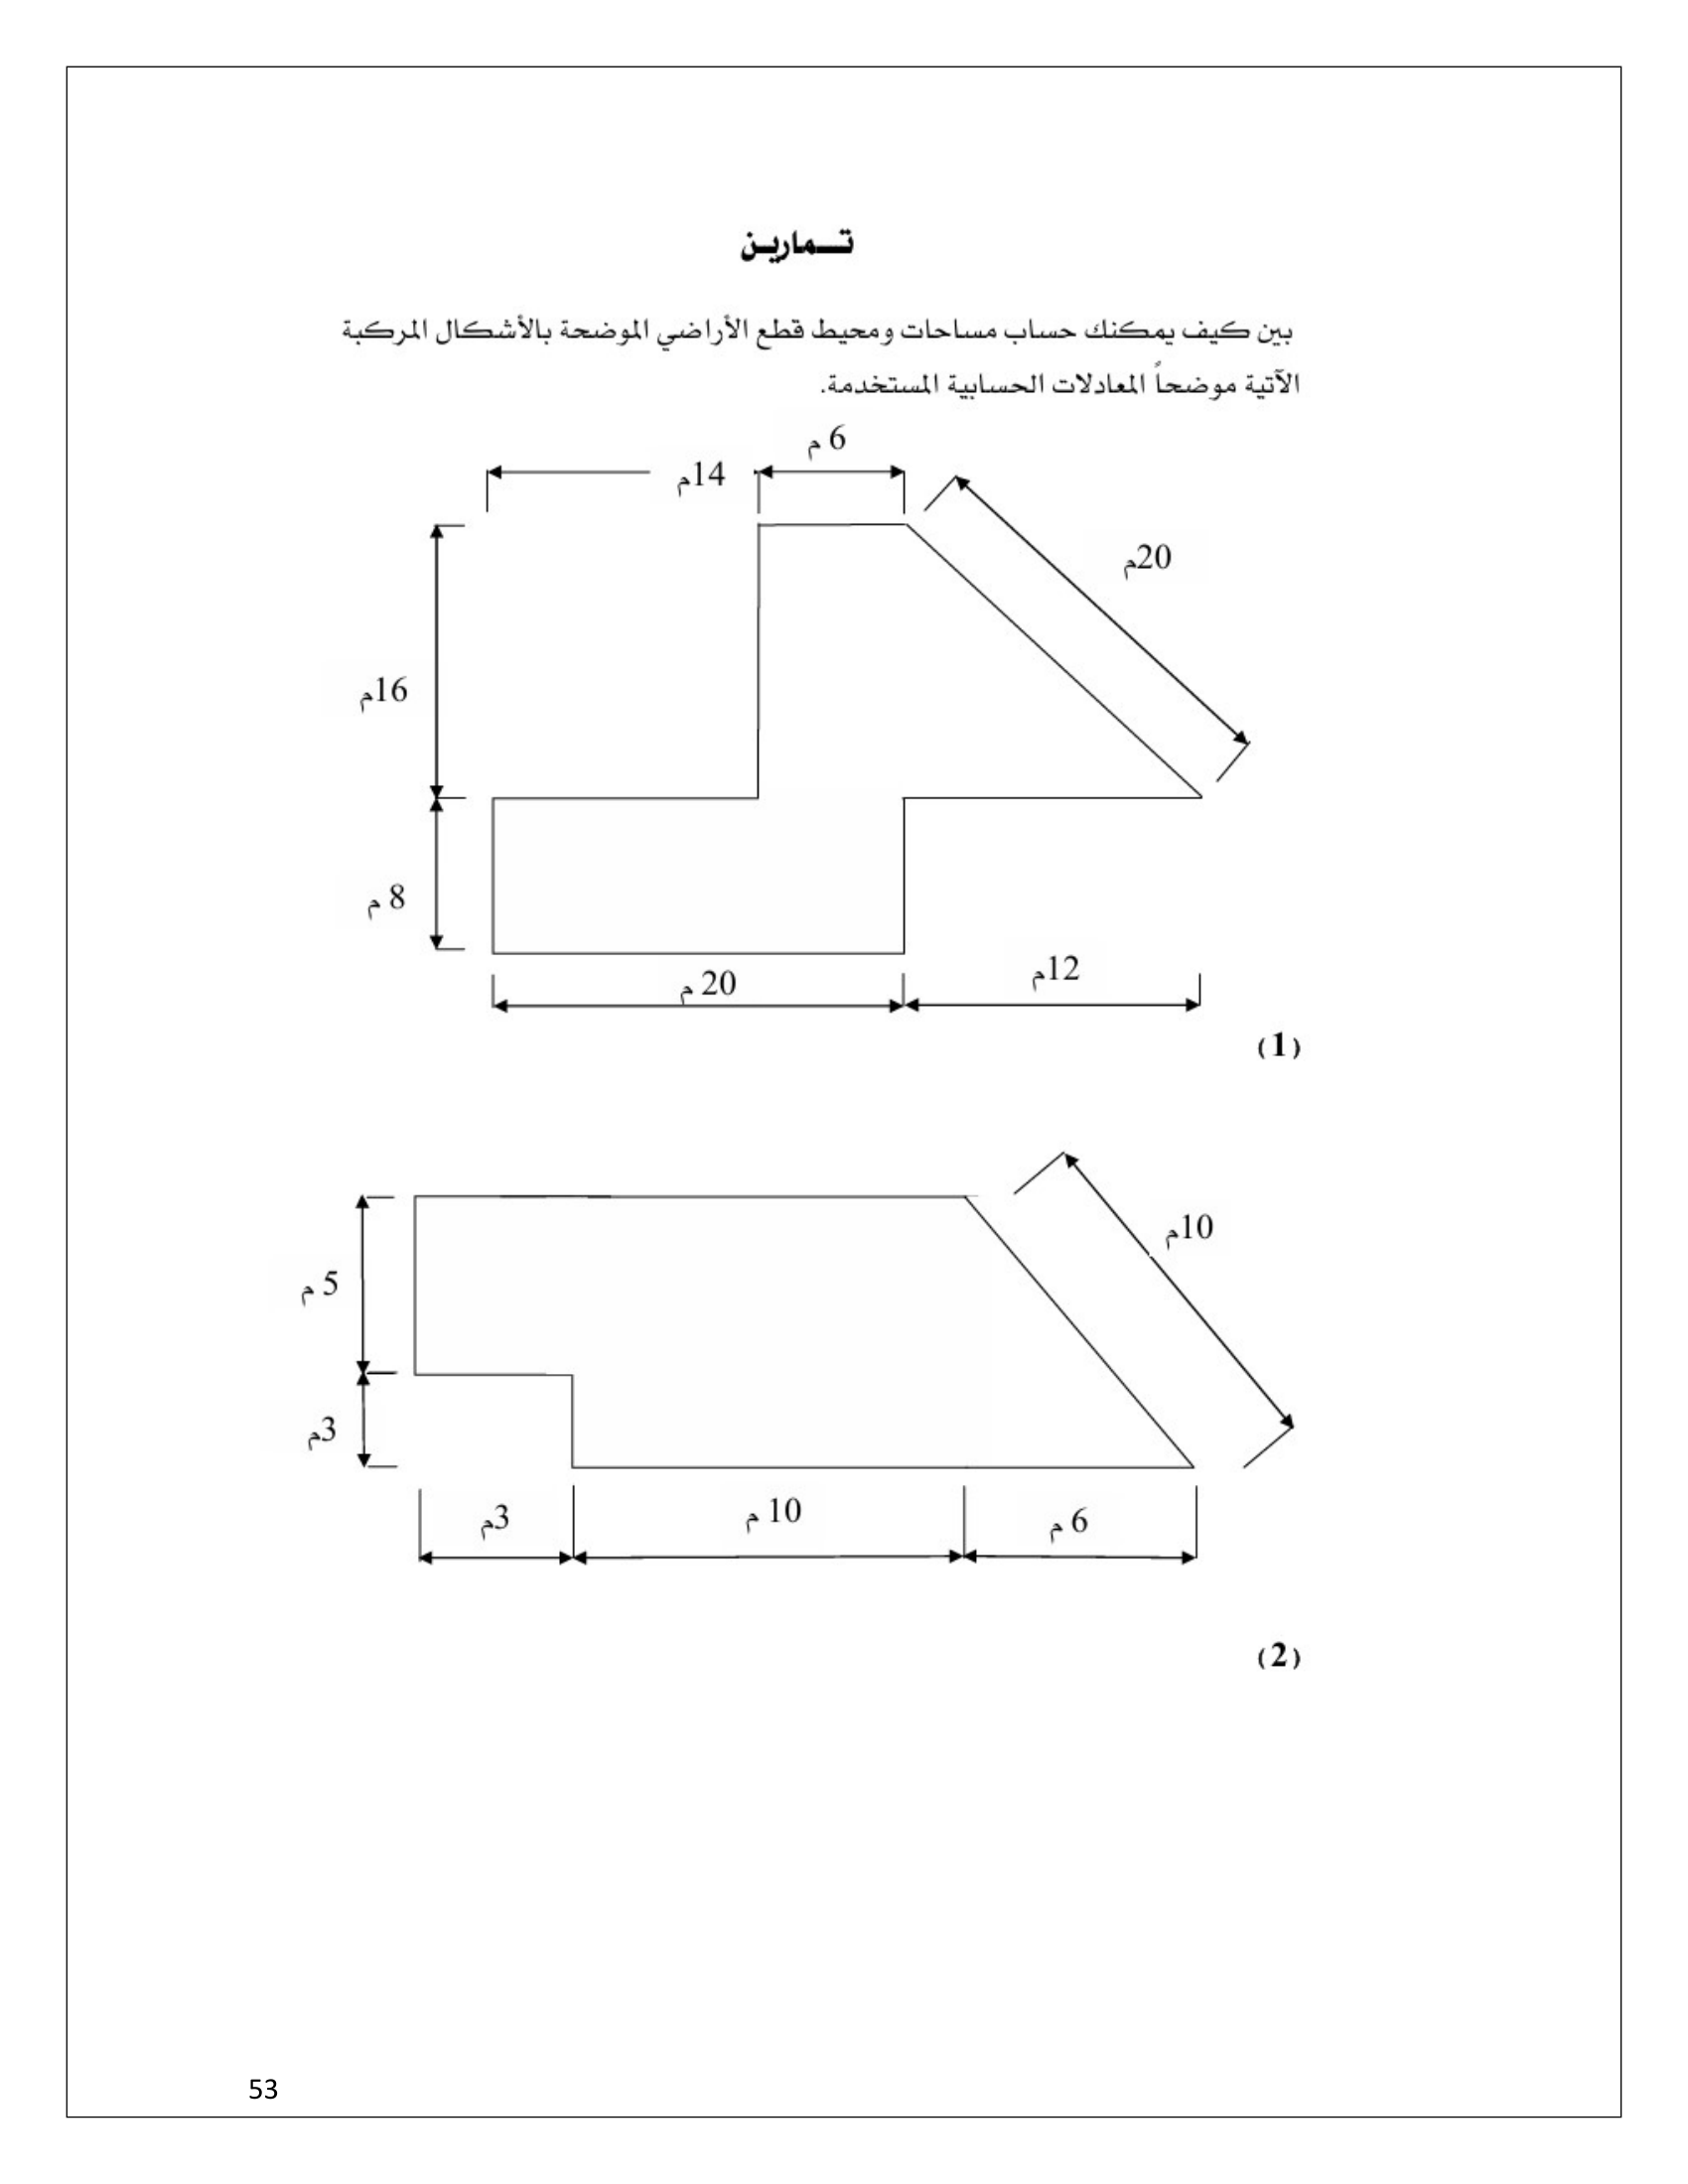 تـــمارين
بين كيف يمكنك حساب مساحات ومحيط قطع الأراضي الموضحة بالأشكال المركبة
الآتية موضحاً المعادلات الحسابية المستخدمة.
6 م
14م
20م
16م
8 م
20 م
12م
(1)
10م
5 م
3م
3م
10 م
6 م
(2)
53